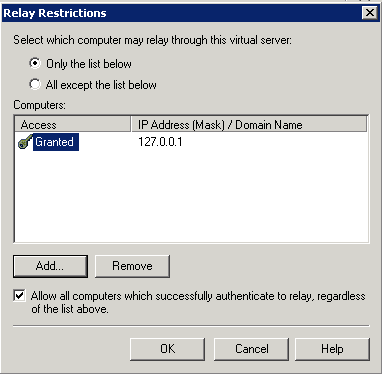 Relay Restrictions
Select which computer may relay through this virtual server:
Only the list below
All except the list below
Computers:
Access IP Address (Mask) / Domain Name
Granted 127.0.0.1
Add... Remove
Allow all computers which successfully authenticate to relay, regardless
of the list above.
OK Cancel Help